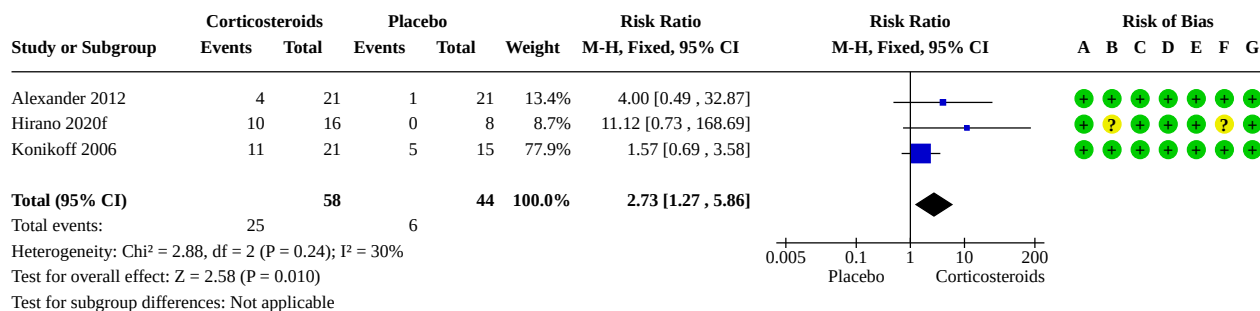 Corticosteroids Placebo Risk Ratio Risk Ratio Risk of Bias
Study or Subgroup Events Total Events Total Weight M-H, Fixed, 95% CI M-H, Fixed, 95% CI A B C D E F G
Alexander 2012 4 21 1 21 13.4% 4.00 [0.49 , 32.87] + + + + + + +
Hirano 2020f 10 16 0 8 8.7% 11.12 [0.73 , 168.69] + ? + + + ? +
Konikoff 2006 11 21 5 15 77.9% 1.57 [0.69 , 3.58] + + + + + + +
Total (95% CI) 58 44 100.0% 2.73 [1.27 , 5.86]
Total events: 25 6
Heterogeneity: Chi² = 2.88, df = 2 (P = 0.24); I² = 30%
0.005 0.1 1 10 200
Test for overall effect: Z = 2.58 (P = 0.010)
Placebo Corticosteroids
Test for subgroup differences: Not applicable